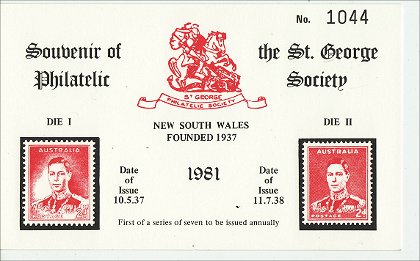 No. 1044
Souvenir of the St. George
Philatelic Society
ST GEORGE
PHILATELIC SOCIETY
DIE I
NEW SOUTH WALES
FOUNDED 1937
DIE II
AUSTRALIA
Date
of
Issue
10.5.37
1981
Date
of
Issue
11.7.38
AUSTRALIA
POSTAGE
First of a series of seven to be issued annually